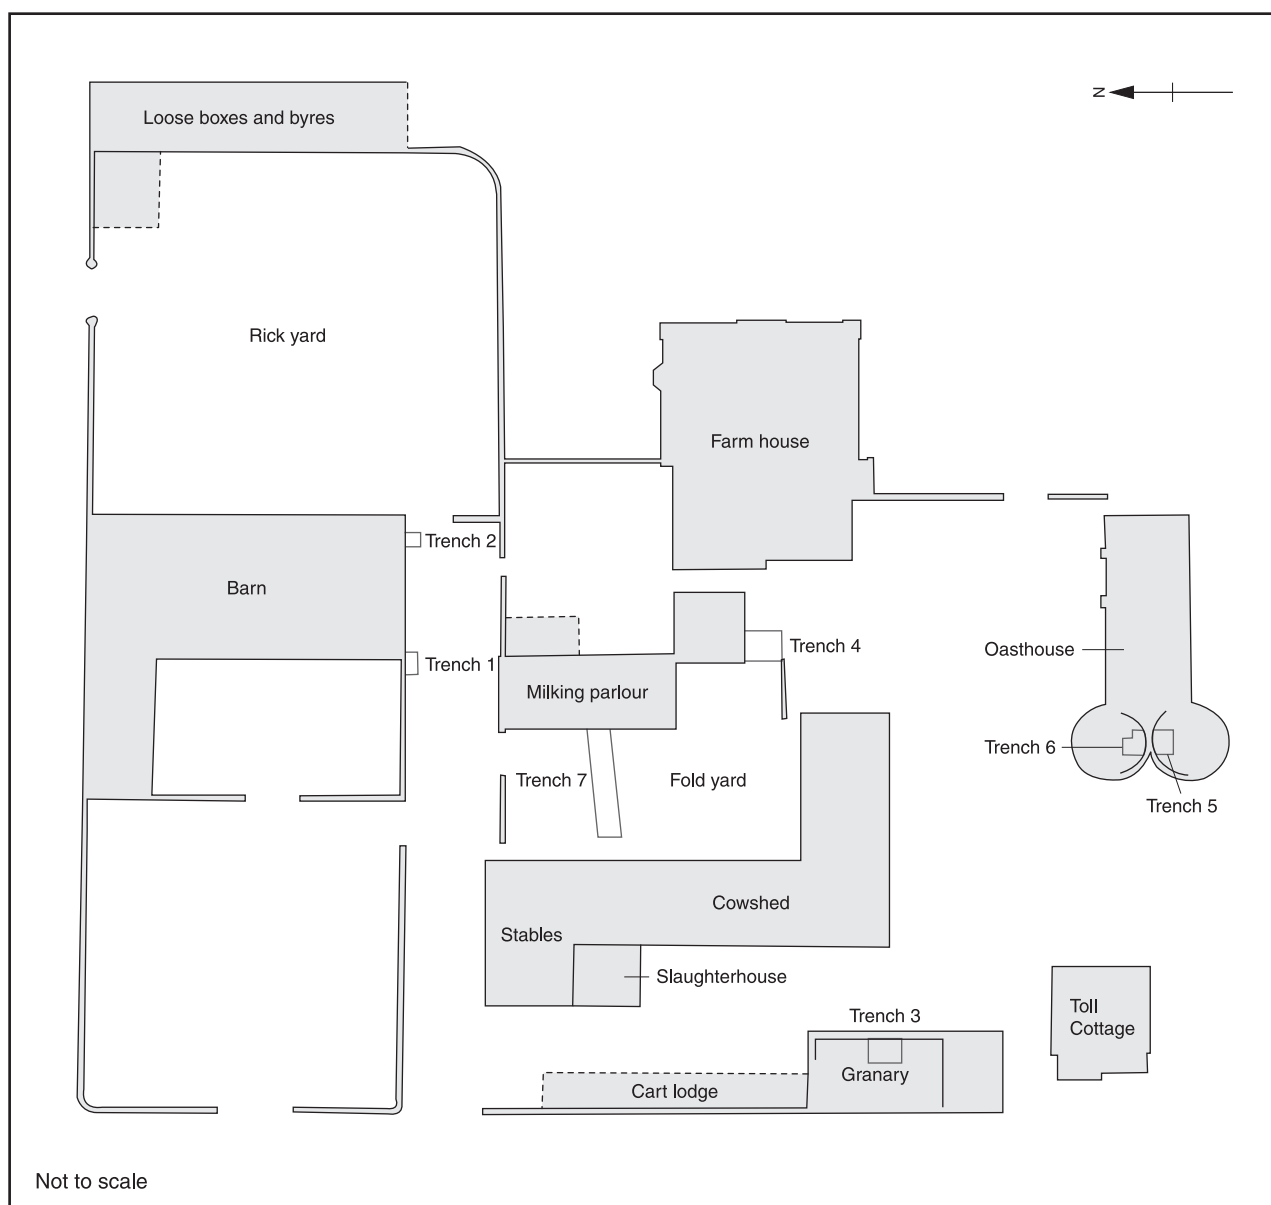 Loose boxes and byres
N
Rick yard
Farm house
Trench 2
Barn
Trench 4
Oasthouse
Trench 1
Milking parlour
Trench 6
Trench 7
Fold yard
Trench 5
Cowshed
Stables
Slaughterhouse
Toll
Cottage
Trench 3
Granary
Cart lodge
Not to scale